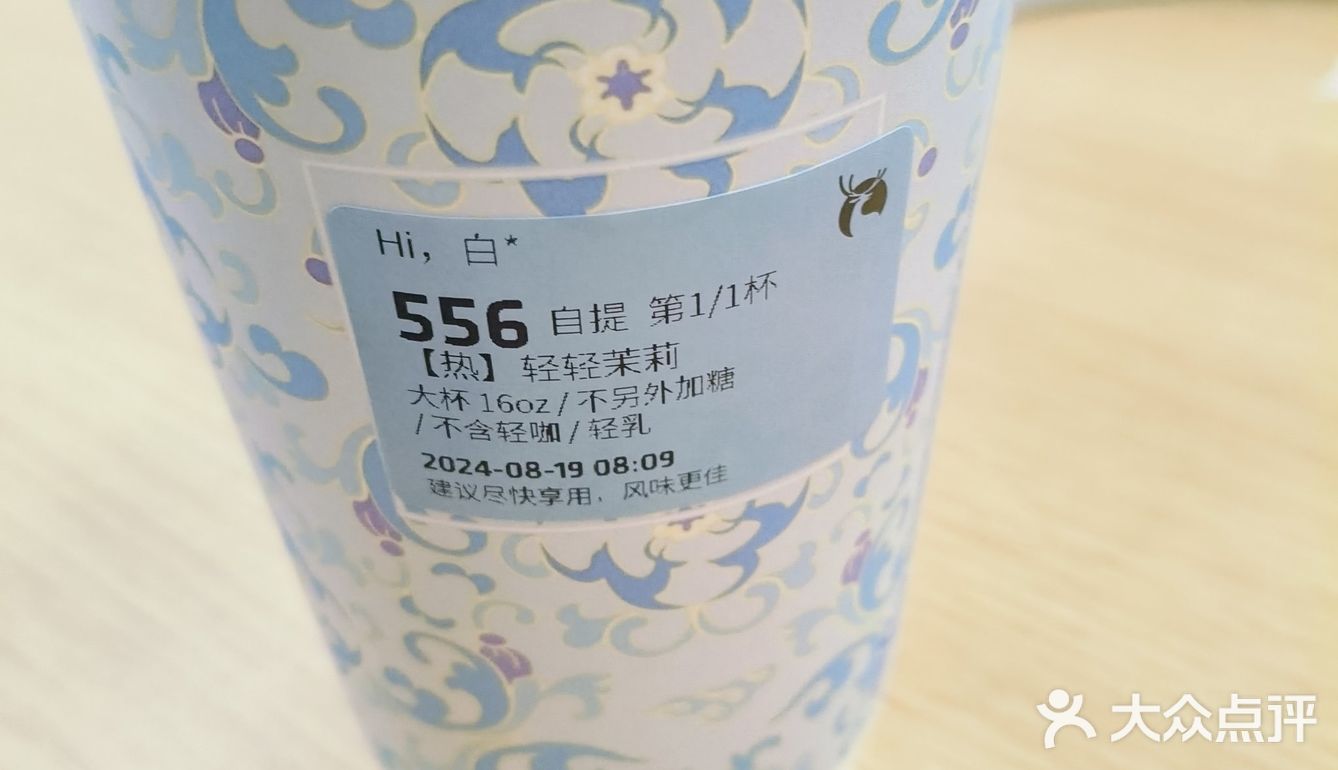 Hi，白*
556 自提 第1/1杯
【热】轻轻茉莉
大杯 16oz / 不另外加糖
/ 不含轻咖 / 轻乳
2024-08-19 08:09
建议尽快享用，风味更佳
大众点评